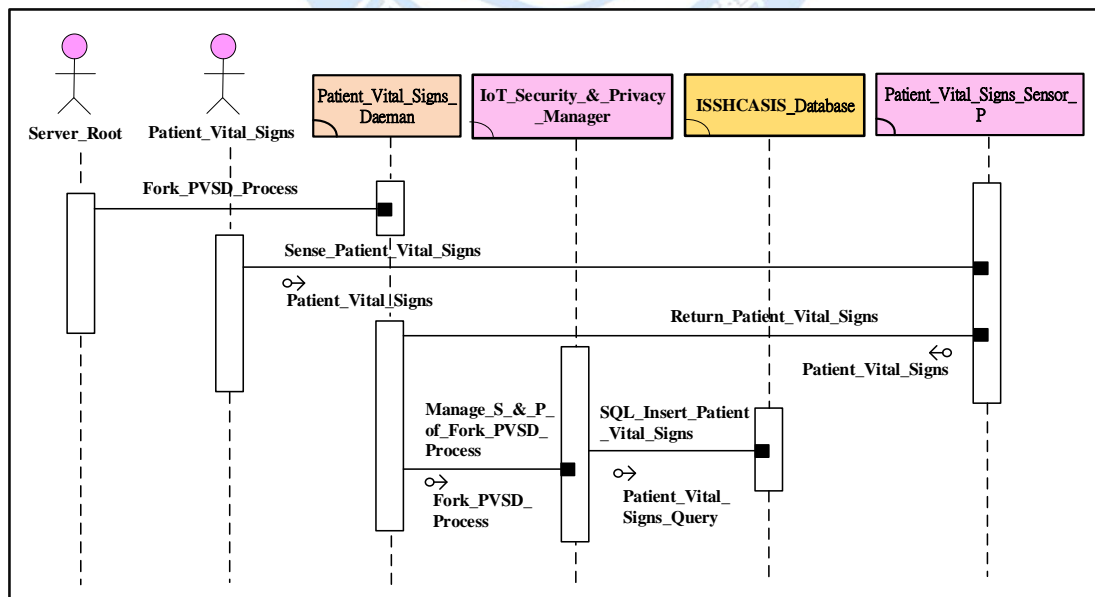 Server_Root
Patient_Vital_Signs
Patient_Vital_Signs_
Daeman
IoT_Security_&_Privacy
_Manager
ISSHCASIS_Database
Patient_Vital_Signs_Sensor_
P
Fork_PVSD_Process
Sense_Patient_Vital_Signs
Patient_Vital_Signs
Return_Patient_Vital_Signs
Patient_Vital_Signs
Manage_S_&_P_
of_Fork_PVSD_
Process
Fork_PVSD_
Process
SQL_Insert_Patient
_Vital_Signs
Patient_Vital_
Signs_Query